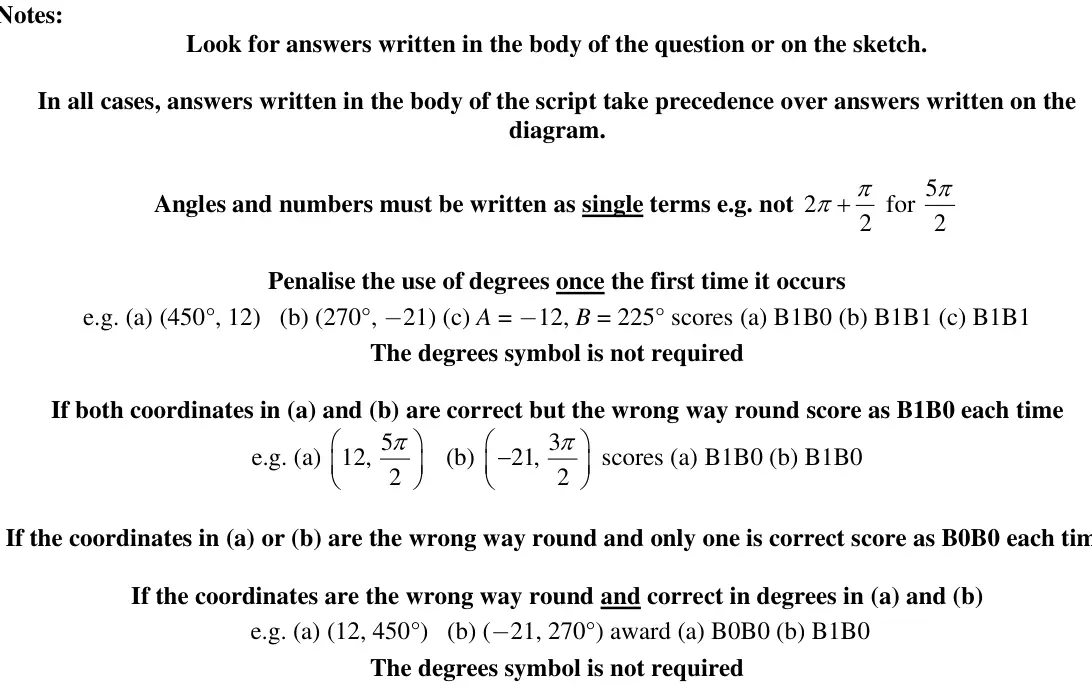 Notes:
Look for answers written in the body of the question or on the sketch.
In all cases, answers written in the body of the script take precedence over answers written on the
diagram.
Angles and numbers must be written as single terms e.g. not 2π + π/2 for 5π/2
Penalise the use of degrees once the first time it occurs
e.g. (a) (450°, 12) (b) (270°, −21) (c) A = −12, B = 225° scores (a) B1B0 (b) B1B1 (c) B1B1
The degrees symbol is not required
If both coordinates in (a) and (b) are correct but the wrong way round score as B1B0 each time
e.g. (a) (12, 5π/2) (b) (−21, 3π/2) scores (a) B1B0 (b) B1B0
If the coordinates in (a) or (b) are the wrong way round and only one is correct score as B0B0 each tim
If the coordinates are the wrong way round and correct in degrees in (a) and (b)
e.g. (a) (12, 450°) (b) (−21, 270°) award (a) B0B0 (b) B1B0
The degrees symbol is not required